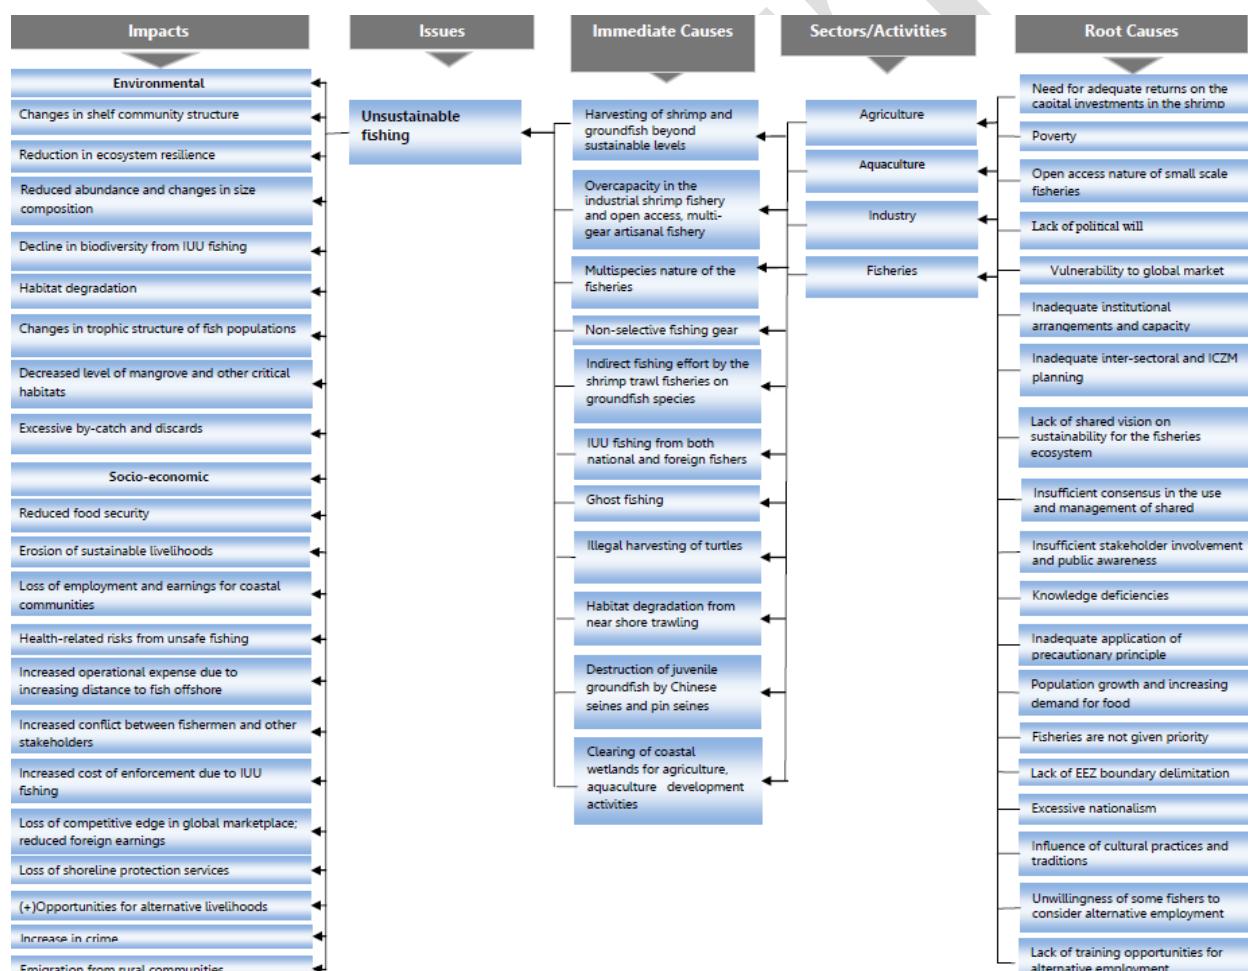 Impacts
Issues
Immediate Causes
Sectors/Activities
Root Causes
Environmental
Changes in shelf community structure
Reduction in ecosystem resilience
Reduced abundance and changes in size
composition
Decline in biodiversity from IUU fishing
Habitat degradation
Changes in trophic structure of fish populations
Decreased level of mangrove and other critical
habitats
Excessive by-catch and discards
Socio-economic
Reduced food security
Erosion of sustainable livelihoods
Loss of employment and earnings for coastal
communities
Health-related risks from unsafe fishing
Increased operational expense due to
increasing distance to fish offshore
Increased conflict between fishermen and other
stakeholders
Increased cost of enforcement due to IUU
fishing
Loss of competitive edge in global marketplace;
reduced foreign earnings
Loss of shoreline protection services
(+)Opportunities for alternative livelihoods
Increase in crime
Emigration from rural communities
Unsustainable
fishing
Harvesting of shrimp and
groundfish beyond
sustainable levels
Overcapacity in the
industrial shrimp fishery
and open access, multi-
gear artisanal fishery
Multispecies nature of the
fisheries
Non-selective fishing gear
Indirect fishing effort by the
shrimp trawl fisheries on
groundfish species
IUU fishing from both
national and foreign fishers
Ghost fishing
Illegal harvesting of turtles
Habitat degradation from
near shore trawling
Destruction of juvenile
groundfish by Chinese
seines and pin seines
Clearing of coastal
wetlands for agriculture,
aquaculture development
activities
Agriculture
Aquaculture
Industry
Fisheries
Need for adequate returns on the
capital investments in the shrimp
Poverty
Open access nature of small scale
fisheries
Lack of political will
Vulnerability to global market
Inadequate institutional
arrangements and capacity
Inadequate inter-sectoral and ICZM
planning
Lack of shared vision on
sustainability for the fisheries
ecosystem
Insufficient consensus in the use
and management of shared
Insufficient stakeholder involvement
and public awareness
Knowledge deficiencies
Inadequate application of
precautionary principle
Population growth and increasing
demand for food
Fisheries are not given priority
Lack of EEZ boundary delimitation
Excessive nationalism
Influence of cultural practices and
traditions
Unwillingness of some fishers to
consider alternative employment
Lack of training opportunities for
alternative employment